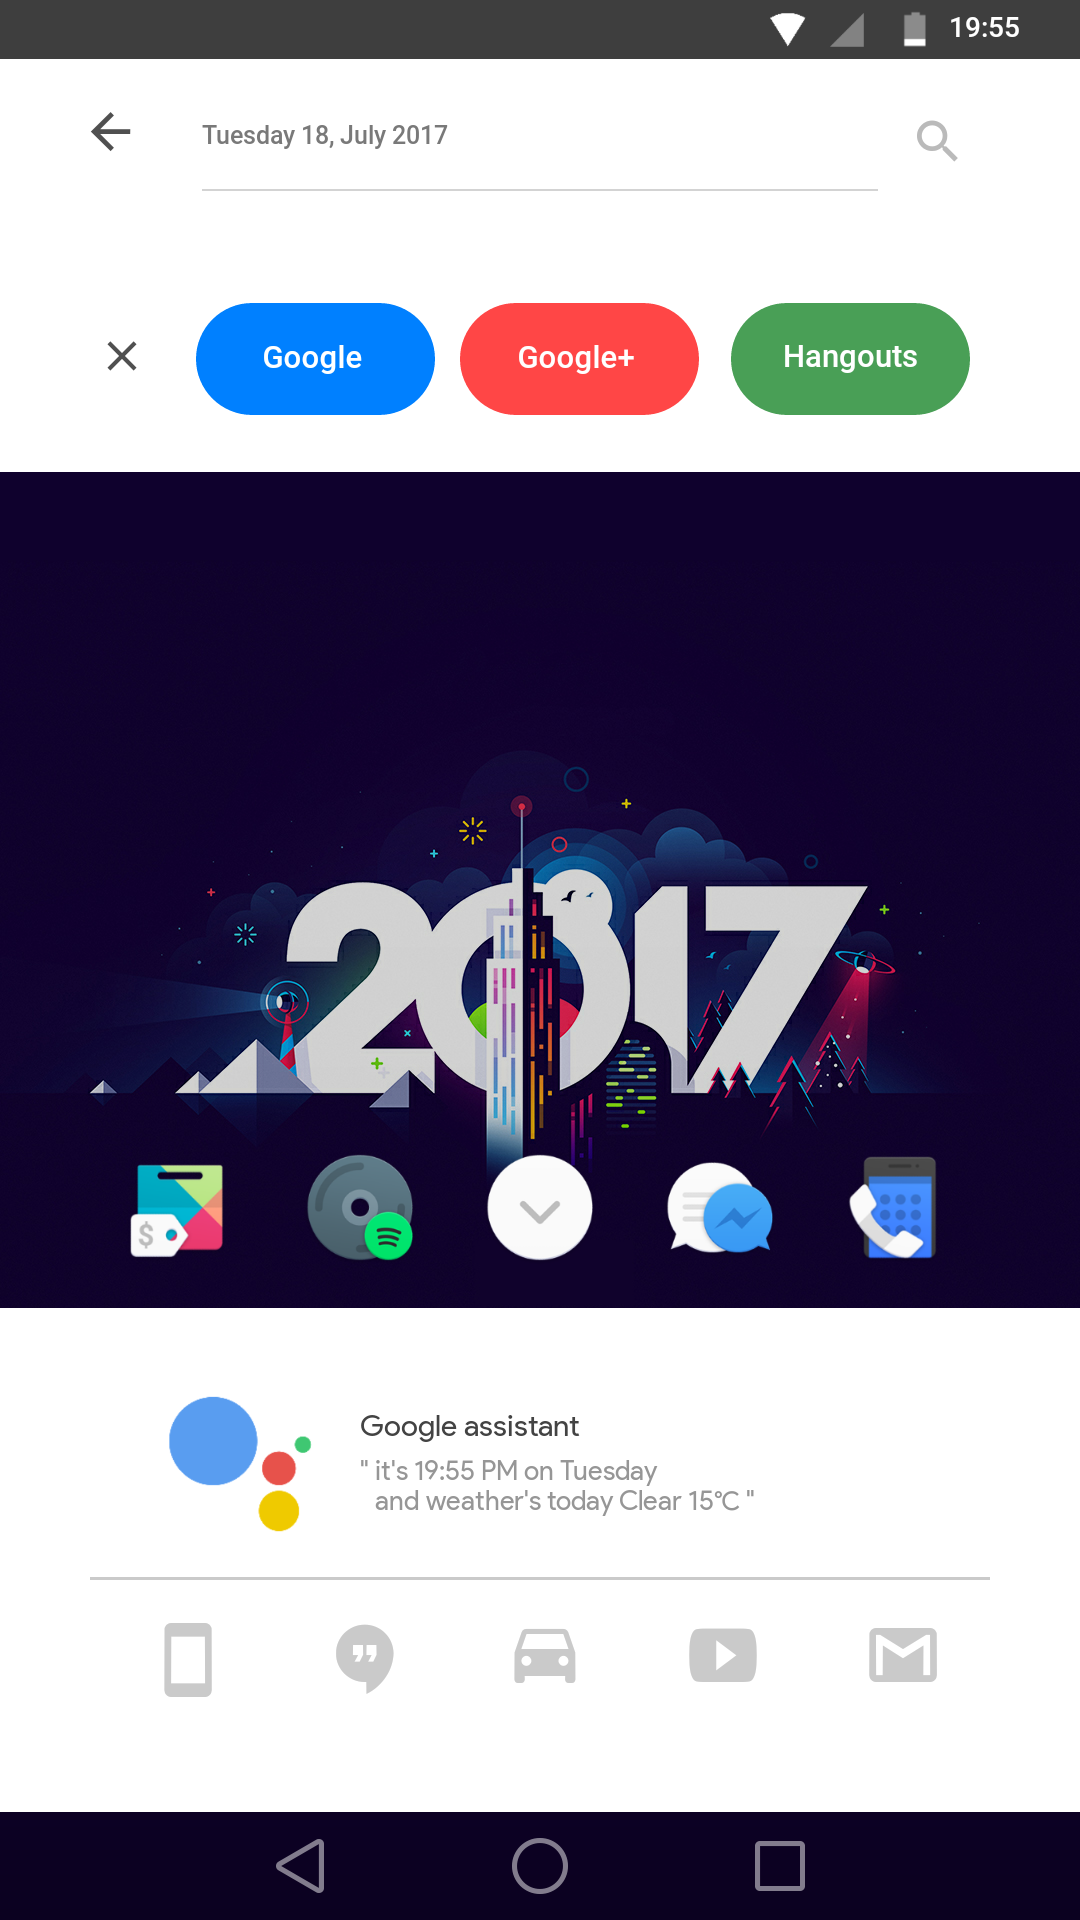 19:55
Tuesday 18, July 2017
Google
Google+
Hangouts
2017
$
Google assistant
" it's 19:55 PM on Tuesday
and weather's today Clear 15°C "